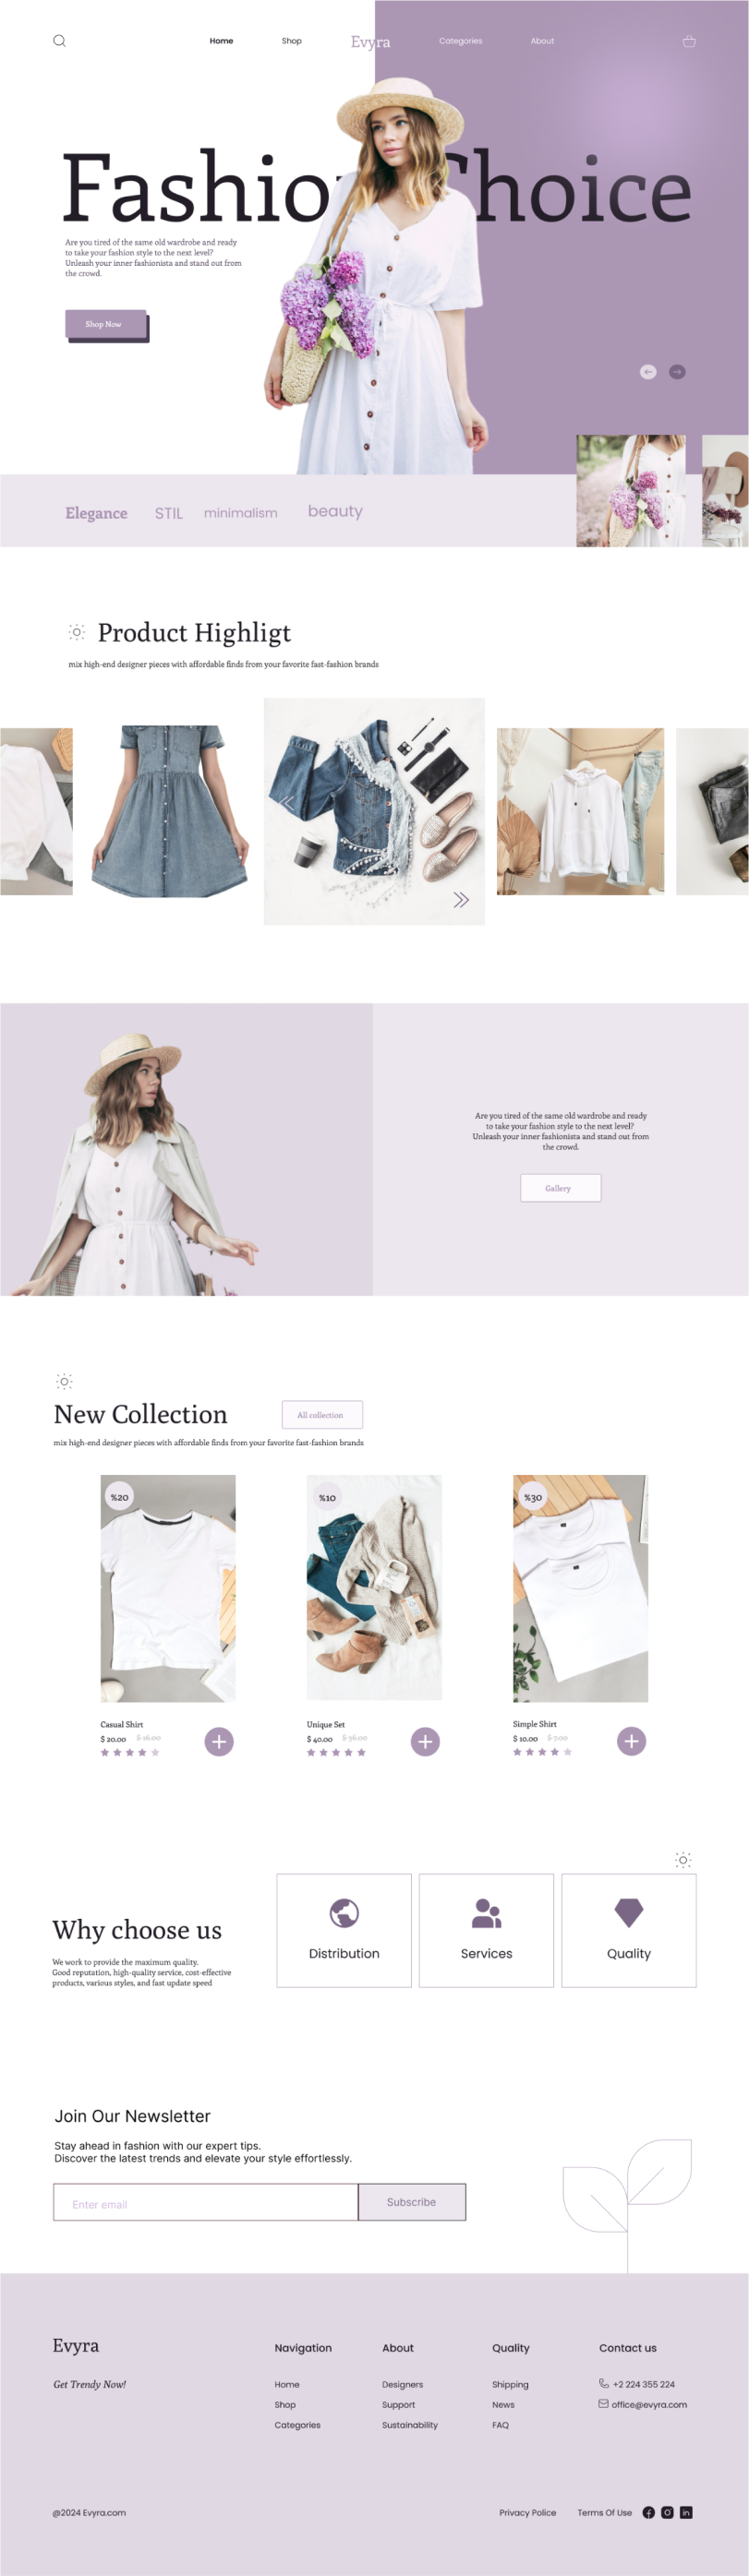 Home
Shop
Evyra
Categories
About
Fashio Choice
Are you tired of the same old wardrobe and ready
to take your fashion style to the next level?
Unleash your inner fashionista and stand out from
the crowd.
Shop Now
Elegance
STIL
minimalism
beauty
Product Highligt
mix high-end designer pieces with affordable finds from your favorite fast-fashion brands
Are you tired of the same old wardrobe and ready
to take your fashion style to the next level?
Unleash your inner fashionista and stand out from
the crowd.
Gallery
New Collection
All collection
mix high-end designer pieces with affordable finds from your favorite fast-fashion brands
%20
%10
%30
Casual Shirt
$ 20.00 $ 16.00
Unique Set
$ 40.00 $ 36.00
Simple Shirt
$ 10.00 $ 7.00
Why choose us
We work to provide the maximum quality.
Good reputation, high-quality service, cost-effective
products, various styles, and fast update speed
Distribution
Services
Quality
Join Our Newsletter
Stay ahead in fashion with our expert tips.
Discover the latest trends and elevate your style effortlessly.
Enter email
Subscribe
Evyra
Get Trendy Now!
Navigation
Home
Shop
Categories
About
Designers
Support
Sustainability
Quality
Shipping
News
FAQ
Contact us
+2 224 355 224
office@evyra.com
@2024 Evyra.com
Privacy Police
Terms Of Use